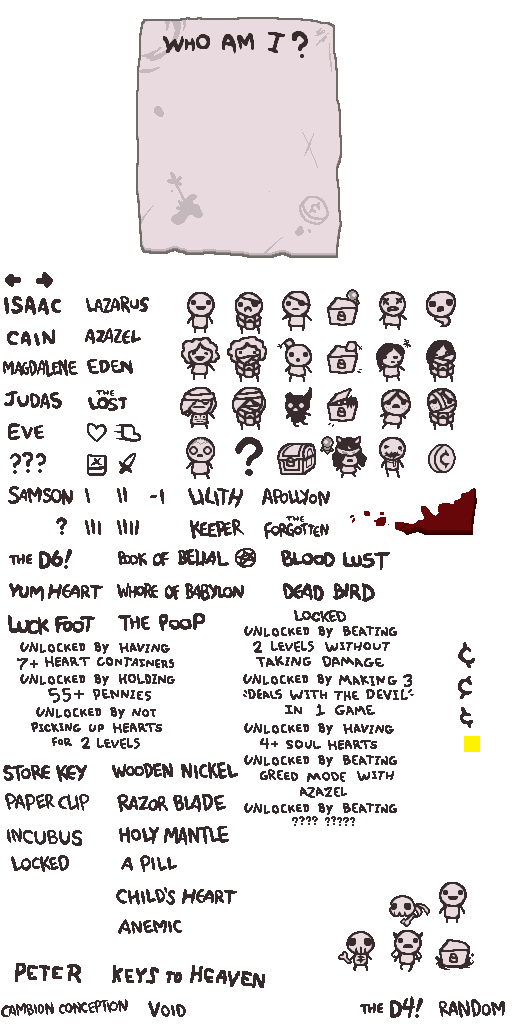 WHO AM I?
ISAAC LAZARUS
CAIN AZAZEL
MAGDALENE EDEN
JUDAS THE LOST
EVE
???
?
SAMSON I II -I LILITH APOLLYON
? III IIII KEEPER THE FORGOTTEN
THE D6! BOOK OF BELIAL BLOOD LUST
YUM HEART WHORE OF BABYLON DEAD BIRD
LUCK FOOT THE POOP
LOCKED
UNLOCKED BY BEATING
2 LEVELS WITHOUT
TAKING DAMAGE
UNLOCKED BY HAVING
7+ HEART CONTAINERS
UNLOCKED BY HOLDING
55+ PENNIES
UNLOCKED BY NOT
PICKING UP HEARTS
FOR 2 LEVELS
UNLOCKED BY MAKING 3
"DEALS WITH THE DEVIL"
IN 1 GAME
UNLOCKED BY HAVING
4+ SOUL HEARTS
UNLOCKED BY BEATING
GREED MODE WITH
AZAZEL
UNLOCKED BY BEATING
???? ?????
¢
¢
¢
¢
STORE KEY WOODEN NICKEL
PAPER CLIP RAZOR BLADE
INCUBUS HOLY MANTLE
LOCKED A PILL
CHILD'S HEART
ANEMIC
PETER KEYS TO HEAVEN
CAMBION CONCEPTION VOID THE D4! RANDOM